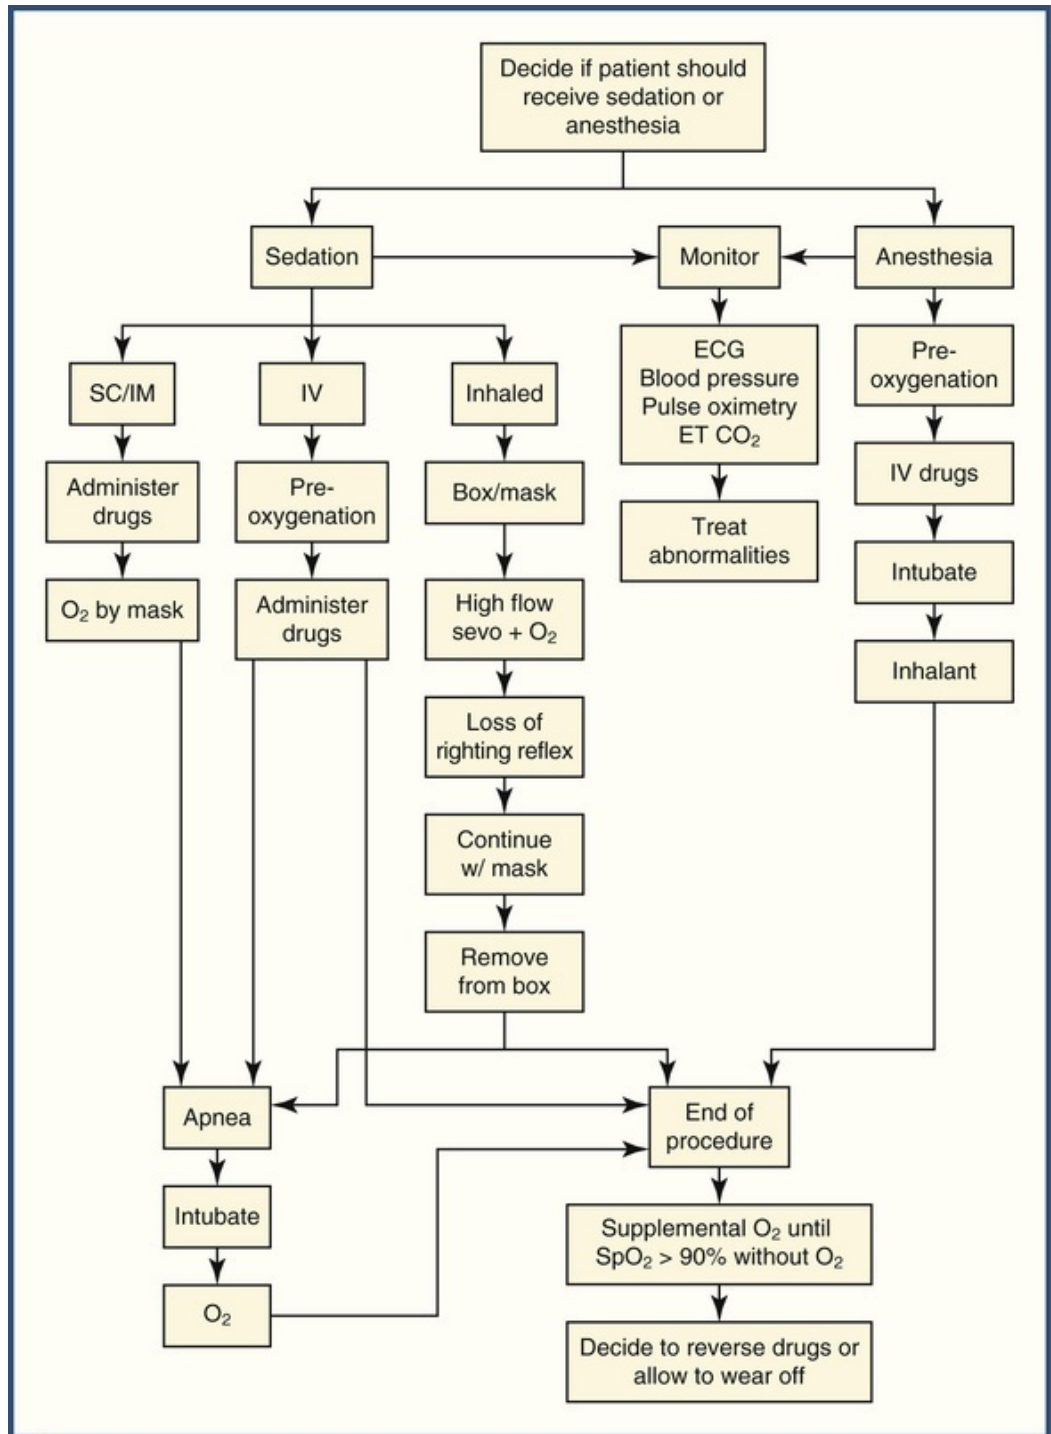 Decide if patient should
receive sedation or
anesthesia
Sedation
Monitor
Anesthesia
SC/IM
IV
Inhaled
ECG
Blood pressure
Pulse oximetry
ET CO₂
Pre-
oxygenation
Administer
drugs
Pre-
oxygenation
Box/mask
IV drugs
Treat
abnormalities
Intubate
O₂ by mask
Administer
drugs
High flow
sevo + O₂
Inhalant
Loss of
righting reflex
Continue
w/ mask
Remove
from box
Apnea
End of
procedure
Intubate
Supplemental O₂ until
SpO₂ > 90% without O₂
O₂
Decide to reverse drugs or
allow to wear off